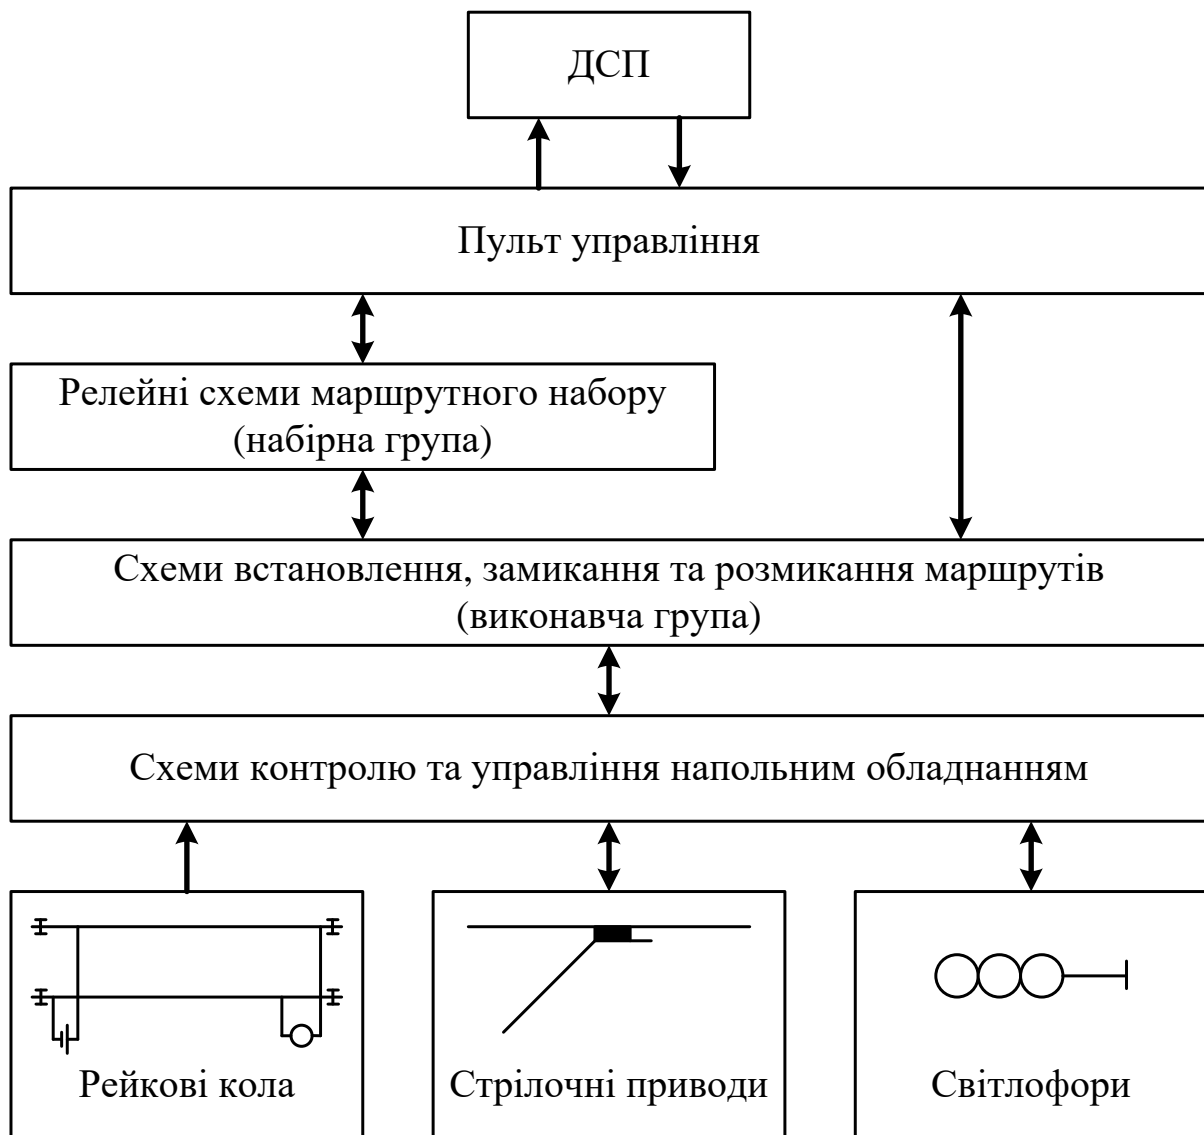 ДСП
Пульт управління
Релейні схеми маршрутного набору
(набірна група)
Схеми встановлення, замикання та розмикання маршрутів
(виконавча група)
Схеми контролю та управління напольним обладнанням
Рейкові кола
Стрілочні приводи
Світлофори